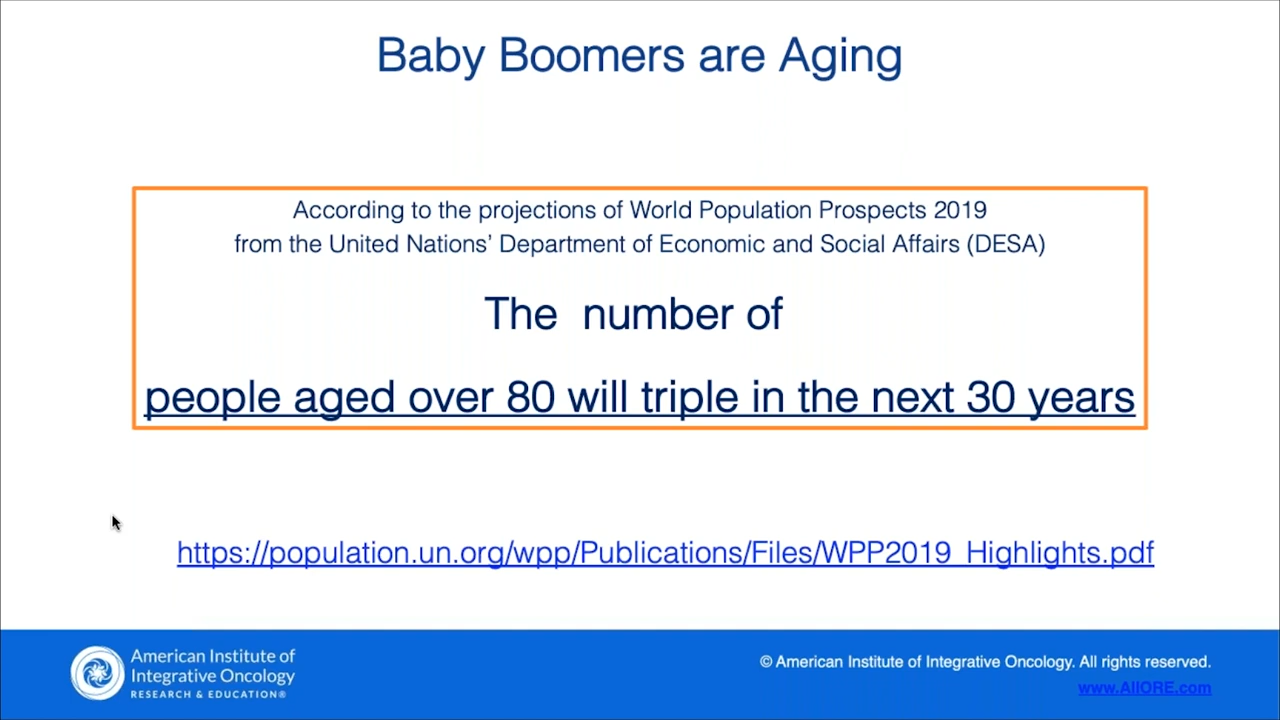 Baby Boomers are Aging
According to the projections of World Population Prospects 2019
from the United Nations’ Department of Economic and Social Affairs (DESA)
The number of
people aged over 80 will triple in the next 30 years
https://population.un.org/wpp/Publications/Files/WPP2019_Highlights.pdf
American Institute of
Integrative Oncology
RESEARCH & EDUCATION®
© American Institute of Integrative Oncology. All rights reserved.
www.AIIORE.com